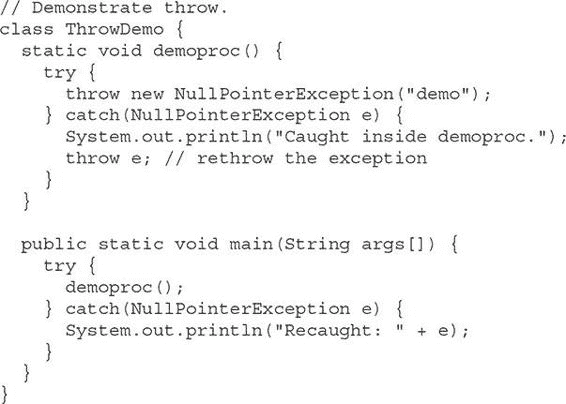 // Demonstrate throw.
class ThrowDemo {
  static void demoproc() {
    try {
      throw new NullPointerException("demo");
    } catch(NullPointerException e) {
      System.out.println("Caught inside demoproc.");
      throw e; // rethrow the exception
    }
  }

  public static void main(String args[]) {
    try {
      demoproc();
    } catch(NullPointerException e) {
      System.out.println("Recaught: " + e);
    }
  }
}